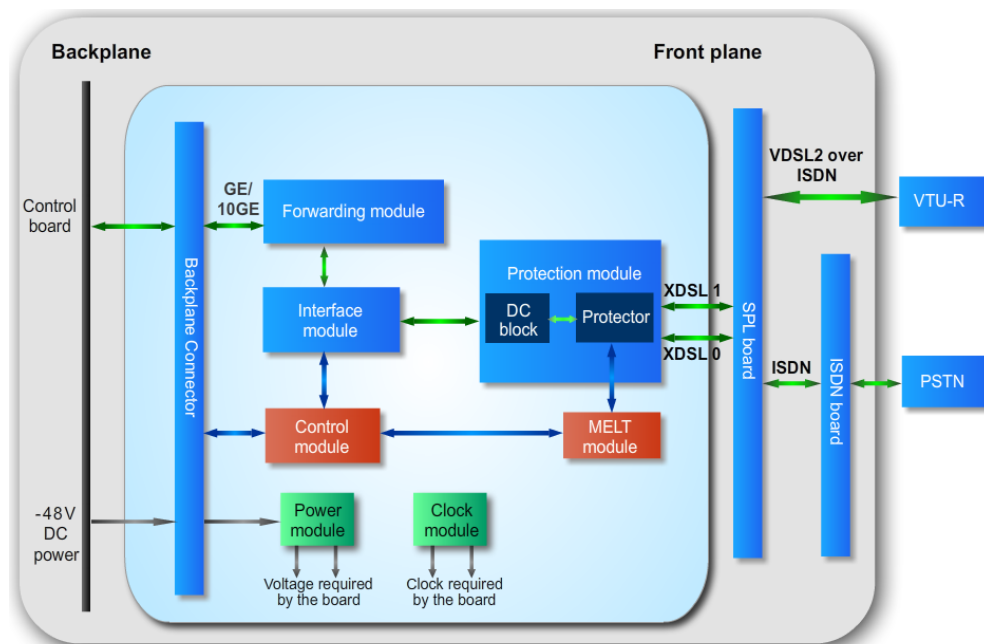 Backplane
Front plane
Control
board
Backplane Connector
GE/
10GE
Forwarding module
Interface
module
Control
module
Protection module
DC
block
Protector
MELT
module
XDSL 1
XDSL 0
SPL board
VDSL2 over
ISDN
VTU-R
ISDN
ISDN board
PSTN
-48V
DC
power
Power
module
Voltage required
by the board
Clock
module
Clock required
by the board